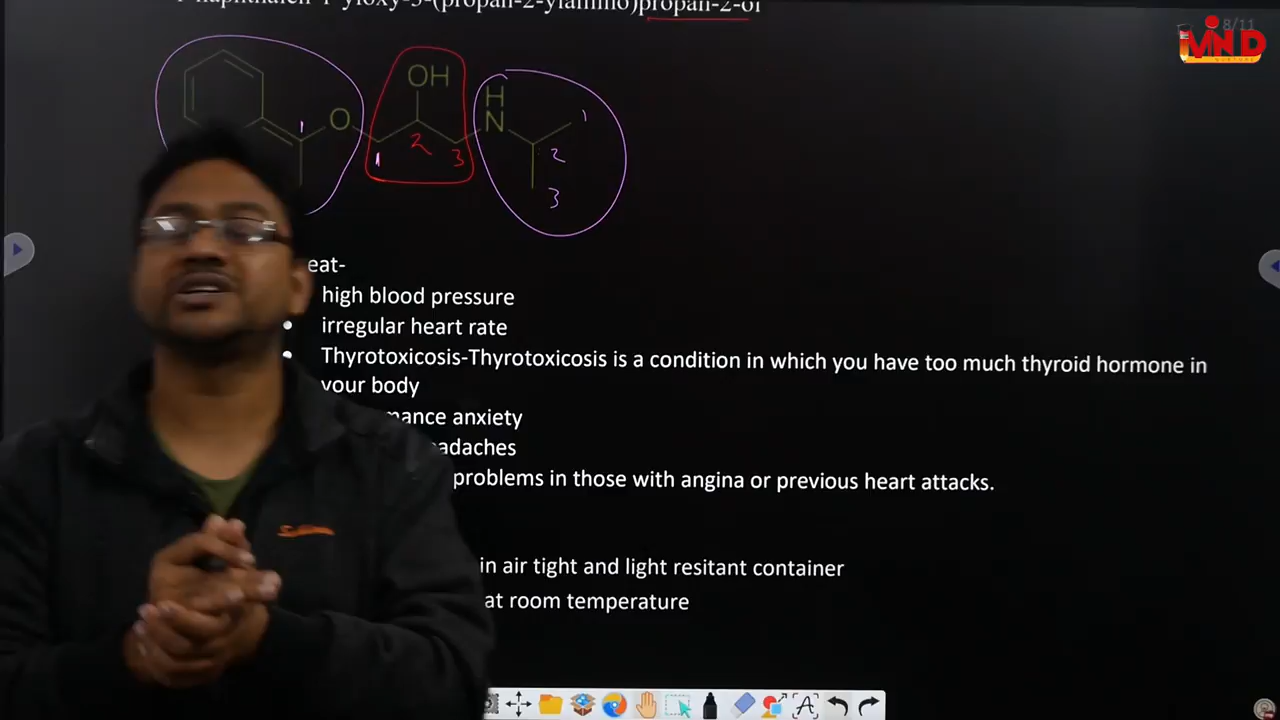 1-naphthalen-1-yloxy-3-(propan-2-ylamino)propan-2-ol
8/11
MIND
OH
H
N
O
1
2
3
1
1
2
3
eat-
high blood pressure
irregular heart rate
Thyrotoxicosis-Thyrotoxicosis is a condition in which you have too much thyroid hormone in
your body
mance anxiety
adaches
problems in those with angina or previous heart attacks.
in air tight and light resitant container
at room temperature